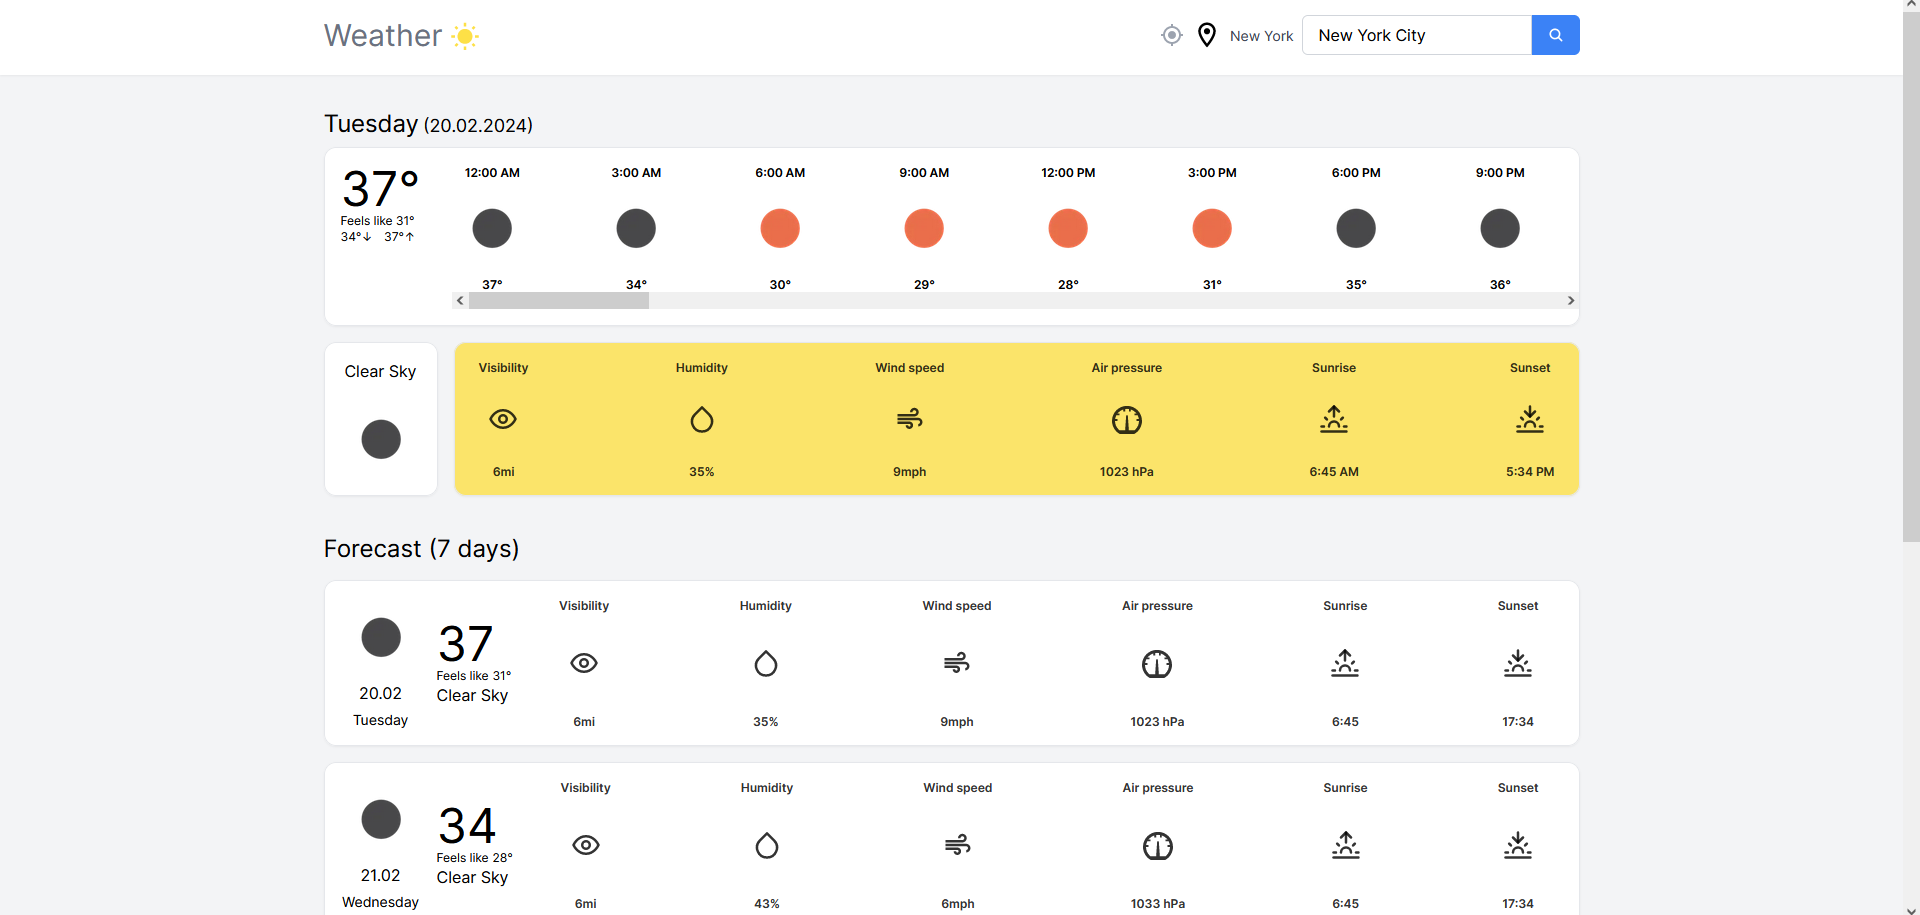 Weather
New York
New York City
Tuesday (20.02.2024)
37°
Feels like 31°
34°↓ 37°↑
12:00 AM 3:00 AM 6:00 AM 9:00 AM 12:00 PM 3:00 PM 6:00 PM 9:00 PM
37° 34° 30° 29° 28° 31° 35° 36°
Clear Sky
Visibility Humidity Wind speed Air pressure Sunrise Sunset
6mi 35% 9mph 1023 hPa 6:45 AM 5:34 PM
Forecast (7 days)
20.02
Tuesday
37
Feels like 31°
Clear Sky
Visibility Humidity Wind speed Air pressure Sunrise Sunset
6mi 35% 9mph 1023 hPa 6:45 17:34
21.02
Wednesday
34
Feels like 28°
Clear Sky
Visibility Humidity Wind speed Air pressure Sunrise Sunset
6mi 43% 6mph 1033 hPa 6:45 17:34